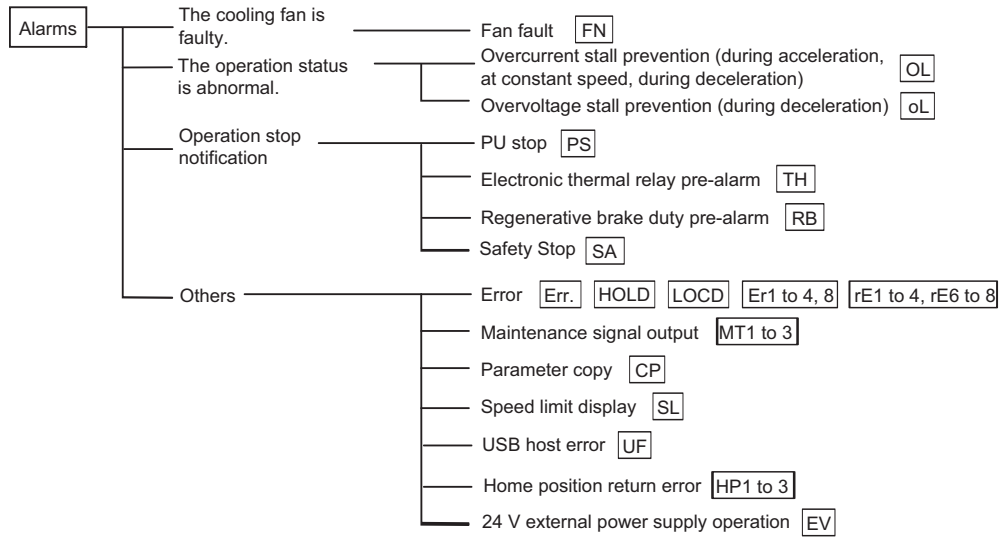 Alarms
The cooling fan is
faulty.
Fan fault FN
The operation status
is abnormal.
Overcurrent stall prevention (during acceleration,
at constant speed, during deceleration) OL
Overvoltage stall prevention (during deceleration) oL
Operation stop
notification
PU stop PS
Electronic thermal relay pre-alarm TH
Regenerative brake duty pre-alarm RB
Safety Stop SA
Others
Error Err. HOLD LOCD Er1 to 4, 8 rE1 to 4, rE6 to 8
Maintenance signal output MT1 to 3
Parameter copy CP
Speed limit display SL
USB host error UF
Home position return error HP1 to 3
24 V external power supply operation EV